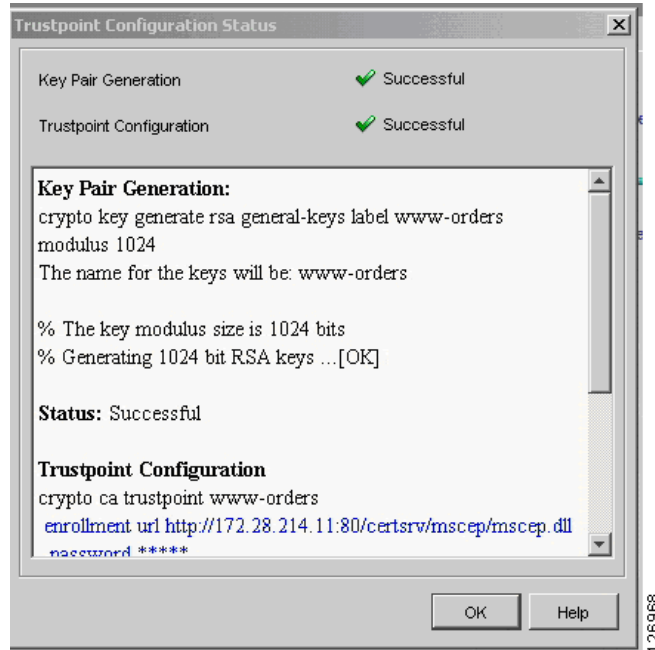 Trustpoint Configuration Status
Key Pair Generation Successful
Trustpoint Configuration Successful
Key Pair Generation:
crypto key generate rsa general-keys label www-orders
modulus 1024
The name for the keys will be: www-orders
% The key modulus size is 1024 bits
% Generating 1024 bit RSA keys ...[OK]
Status: Successful
Trustpoint Configuration
crypto ca trustpoint www-orders
enrollment url http://172.28.214.11:80/certsrv/mscep/mscep.dll
password *****
OK Help
126968